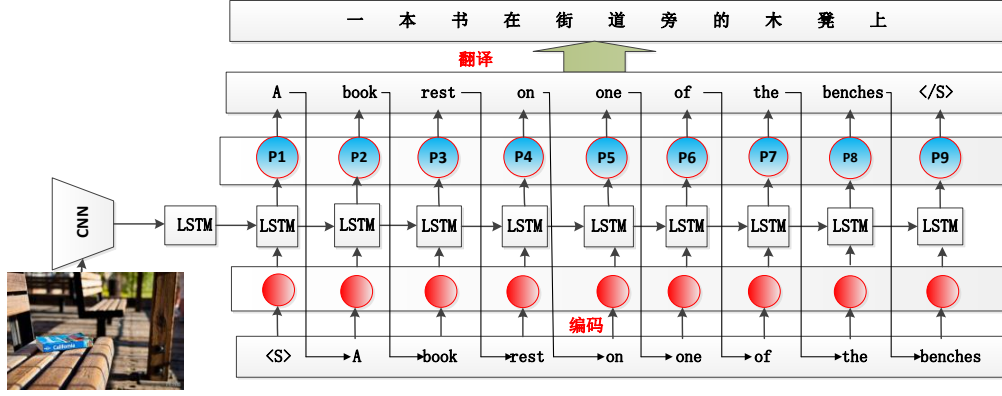 一 本 书 在 街 道 旁 的 木 凳 上
翻译
A book rest on one of the benches </S>
P1 P2 P3 P4 P5 P6 P7 P8 P9
CNN
LSTM LSTM LSTM LSTM LSTM LSTM LSTM LSTM LSTM LSTM
编码
<S> A book rest on one of the benches
California